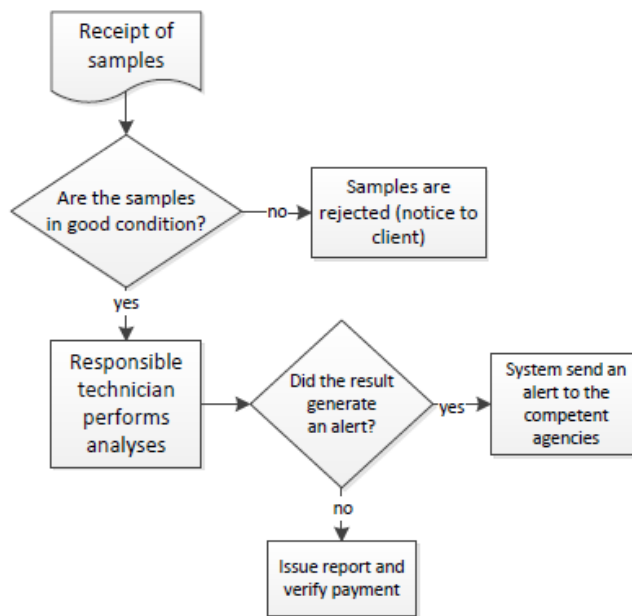 Receipt of
samples
Are the samples
in good condition?
no
Samples are
rejected (notice to
client)
yes
Responsible
technician
performs
analyses
Did the result
generate
an alert?
yes
System send an
alert to the
competent
agencies
no
Issue report and
verify payment